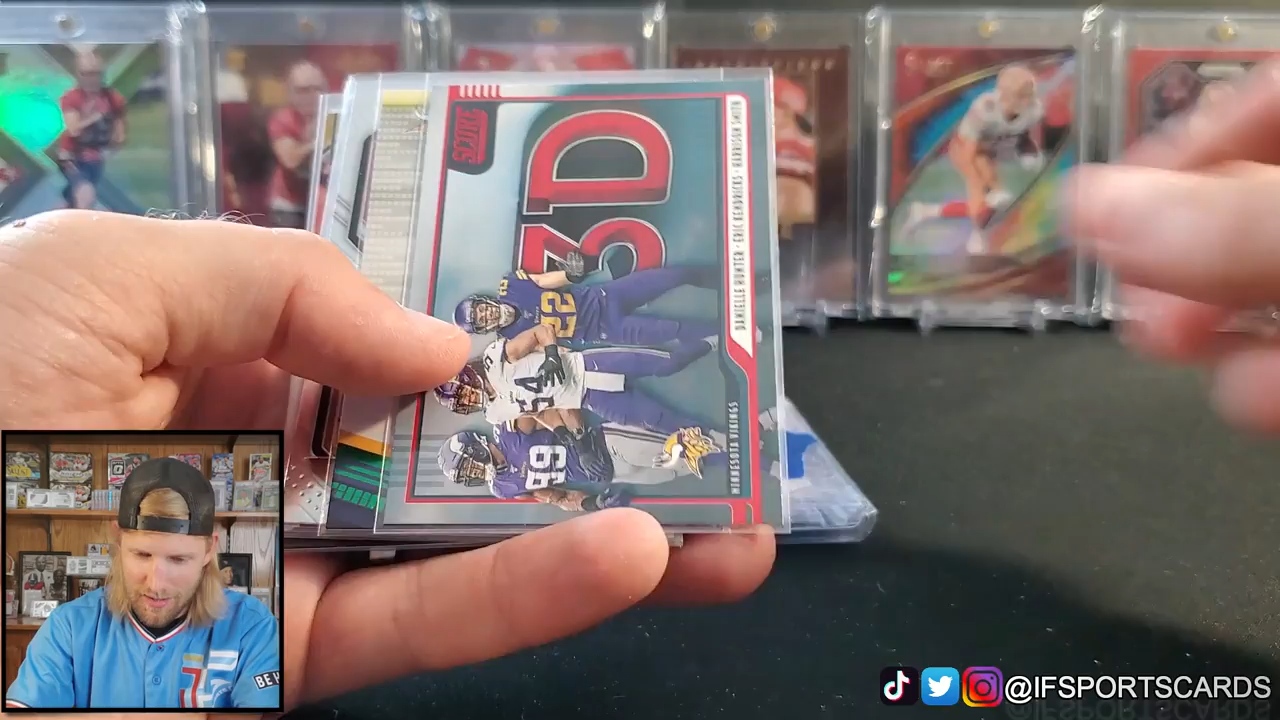 SCORE
3D
DANIELLE HUNTER • ERIC KENDRICKS • HARRISON SMITH
22
54
99
MINNESOTA VIKINGS
@IFSPORTSCARDS